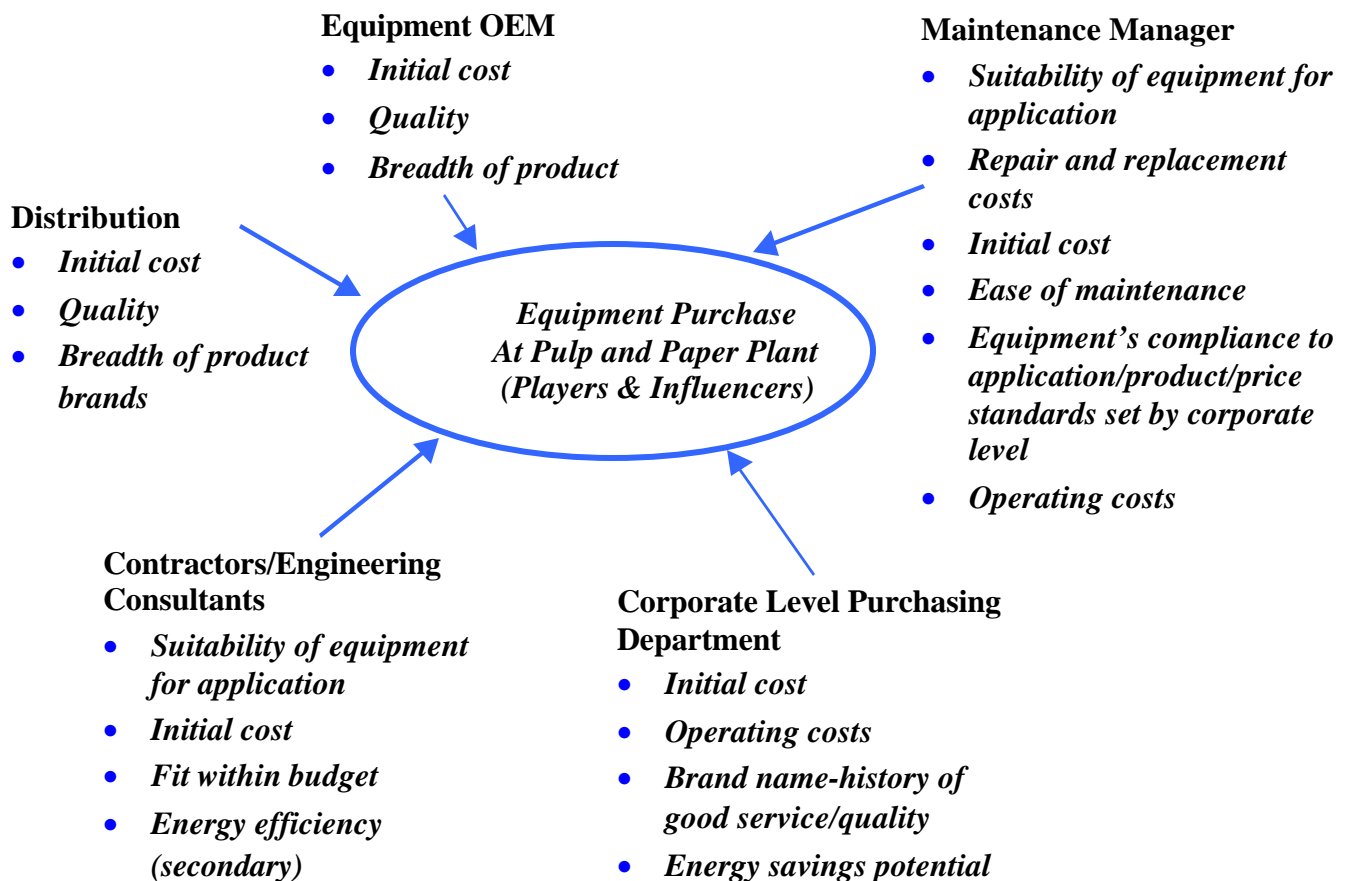 Equipment OEM
• Initial cost
• Quality
• Breadth of product
Maintenance Manager
• Suitability of equipment for
application
• Repair and replacement
costs
• Initial cost
• Ease of maintenance
• Equipment’s compliance to
application/product/price
standards set by corporate
level
• Operating costs
Distribution
• Initial cost
• Quality
• Breadth of product
brands
Equipment Purchase
At Pulp and Paper Plant
(Players & Influencers)
Contractors/Engineering
Consultants
• Suitability of equipment
for application
• Initial cost
• Fit within budget
• Energy efficiency
(secondary)
Corporate Level Purchasing
Department
• Initial cost
• Operating costs
• Brand name-history of
good service/quality
• Energy savings potential